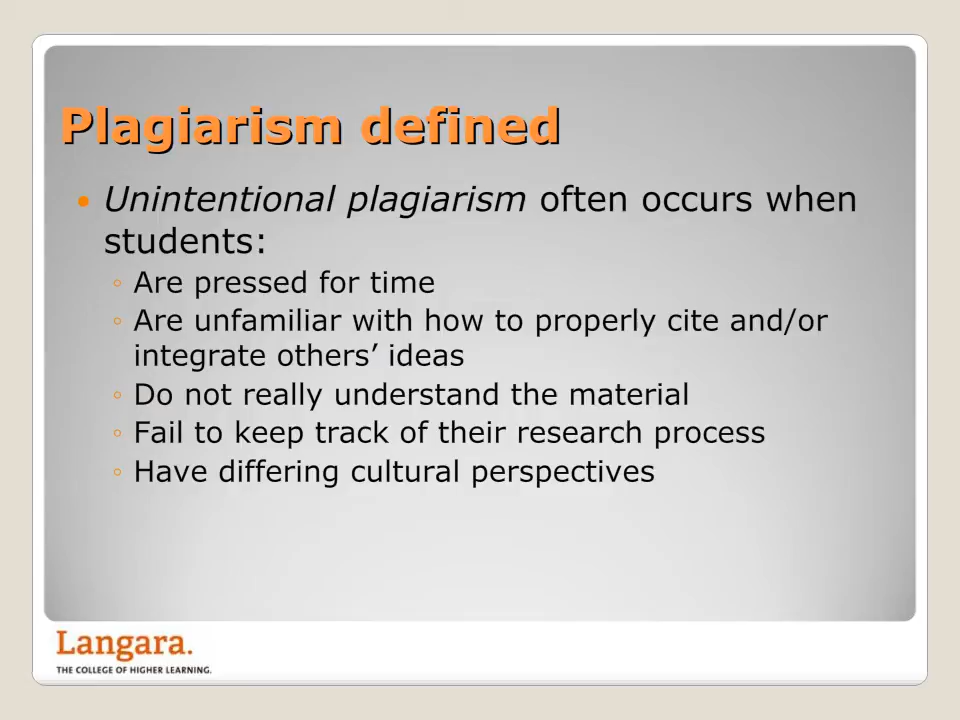 Plagiarism defined
• Unintentional plagiarism often occurs when
students:
◦ Are pressed for time
◦ Are unfamiliar with how to properly cite and/or
integrate others’ ideas
◦ Do not really understand the material
◦ Fail to keep track of their research process
◦ Have differing cultural perspectives
Langara.
THE COLLEGE OF HIGHER LEARNING.